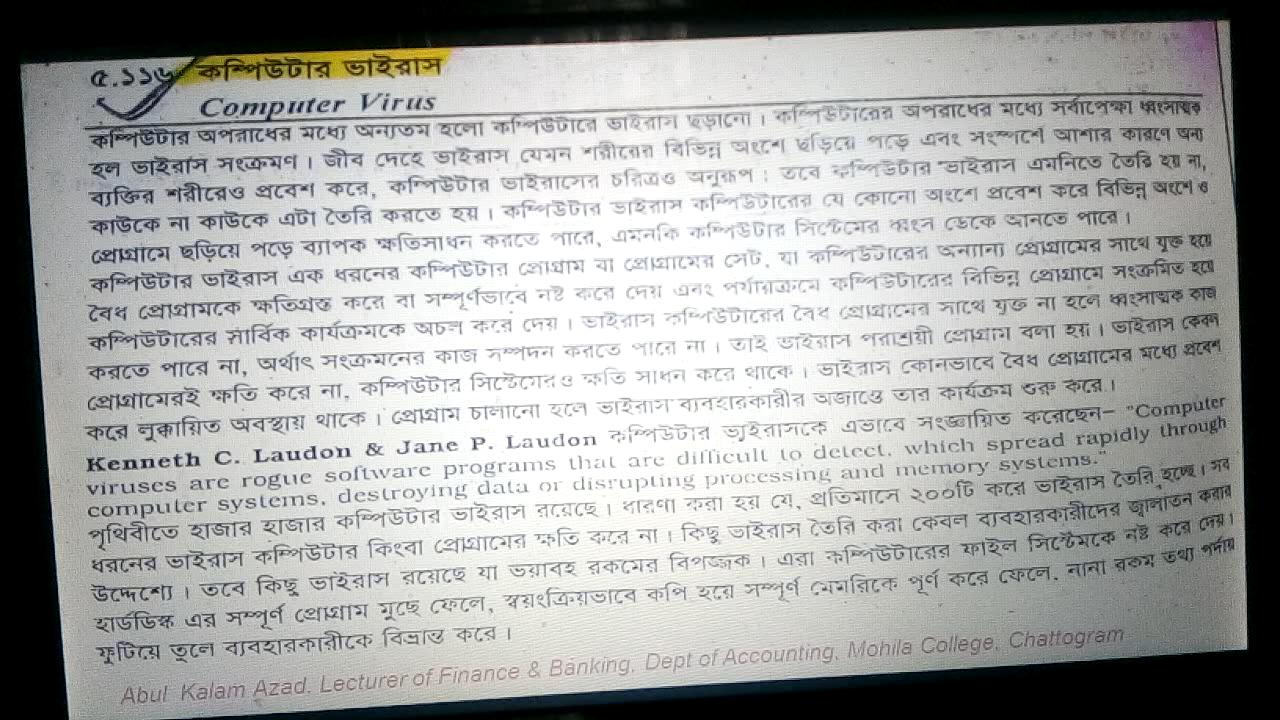 ৫.১১৬ কম্পিউটার ভাইরাস
Computer Virus
কম্পিউটার অপরাধের মধ্যে অন্যতম হলো কম্পিউটারে ভাইরাস ছড়ানো। কম্পিউটারের অপরাধের মধ্যে সর্বাপেক্ষা ধ্বংসাত্মক
হল ভাইরাস সংক্রমণ। জীব দেহে ভাইরাস যেমন শরীরের বিভিন্ন অংশে ছড়িয়ে পড়ে এবং সংস্পর্শে আশার কারণে অন্য
ব্যক্তির শরীরেও প্রবেশ করে, কম্পিউটার ভাইরাসের চরিত্রও অনুরূপ। তবে কম্পিউটার ভাইরাস এমনিতে তৈরি হয় না,
কাউকে না কাউকে এটা তৈরি করতে হয়। কম্পিউটার ভাইরাস কম্পিউটারের যে কোনো অংশে প্রবেশ করে বিভিন্ন অংশে ও
প্রোগ্রামে ছড়িয়ে পড়ে ব্যাপক ক্ষতিসাধন করতে পারে, এমনকি কম্পিউটার সিস্টেমের ধ্বংস ডেকে আনতে পারে।
কম্পিউটার ভাইরাস এক ধরনের কম্পিউটার প্রোগ্রাম বা প্রোগ্রামের সেট, যা কম্পিউটারের অন্যান্য প্রোগ্রামের সাথে যুক্ত হয়ে
বৈধ প্রোগ্রামকে ক্ষতিগ্রস্ত করে বা সম্পূর্ণভাবে নষ্ট করে দেয় এবং পর্যায়ক্রমে কম্পিউটারের বিভিন্ন প্রোগ্রামে সংক্রমিত হয়ে
কম্পিউটারের সার্বিক কার্যক্রমকে অচল করে দেয়। ভাইরাস কম্পিউটারের বৈধ প্রোগ্রামের সাথে যুক্ত না হলে ধ্বংসাত্মক কাজ
করতে পারে না, অর্থাৎ সংক্রমনের কাজ সম্পদন করতে পারে না। তাই ভাইরাস পরাশ্রয়ী প্রোগ্রাম বলা হয়। ভাইরাস কেবল
প্রোগ্রামেরই ক্ষতি করে না, কম্পিউটার সিস্টেমেরও ক্ষতি সাধন করে থাকে। ভাইরাস কোনভাবে বৈধ প্রোগ্রামের মধ্যে প্রবেশ
করে লুকায়িত অবস্থায় থাকে। প্রোগ্রাম চালানো হলে ভাইরাস ব্যবহারকারীর অজান্তে তার কার্যক্রম শুরু করে।
Kenneth C. Laudon & Jane P. Laudon কম্পিউটার ভাইরাসকে এভাবে সংজ্ঞায়িত করেছেন– "Computer
viruses are rogue software programs that are difficult to detect, which spread rapidly through
computer systems, destroying data or disrupting processing and memory systems."
পৃথিবীতে হাজার হাজার কম্পিউটার ভাইরাস রয়েছে। ধারণা করা হয় যে, প্রতিমাসে ২০০টি করে ভাইরাস তৈরি হচ্ছে। সব
ধরনের ভাইরাস কম্পিউটার কিংবা প্রোগ্রামের ক্ষতি করে না। কিছু ভাইরাস তৈরি করা কেবল ব্যবহারকারীদের জ্বালাতন করার
উদ্দেশ্যে। তবে কিছু ভাইরাস রয়েছে যা ভয়াবহ রকমের বিপজ্জক। এরা কম্পিউটারের ফাইল সিস্টেমকে নষ্ট করে দেয়।
হার্ডডিস্ক এর সম্পূর্ণ প্রোগ্রাম মুছে ফেলে, স্বয়ংক্রিয়ভাবে কপি হয়ে সম্পূর্ণ মেমরিকে পূর্ণ করে ফেলে, নানা রকম তথ্য পর্দায়
ফুটিয়ে তুলে ব্যবহারকারীকে বিভ্রান্ত করে।
Abul Kalam Azad, Lecturer of Finance & Banking, Dept of Accounting, Mohila College, Chattogram